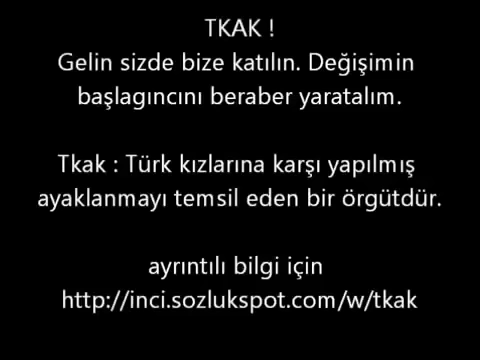 TKAK !
Gelin sizde bize katılın. Değişimin
başlagıncını beraber yaratalım.
Tkak : Türk kızlarına karşı yapılmış
ayaklanmayı temsil eden bir örgütdür.
ayrıntılı bilgi için
http://inci.sozlukspot.com/w/tkak